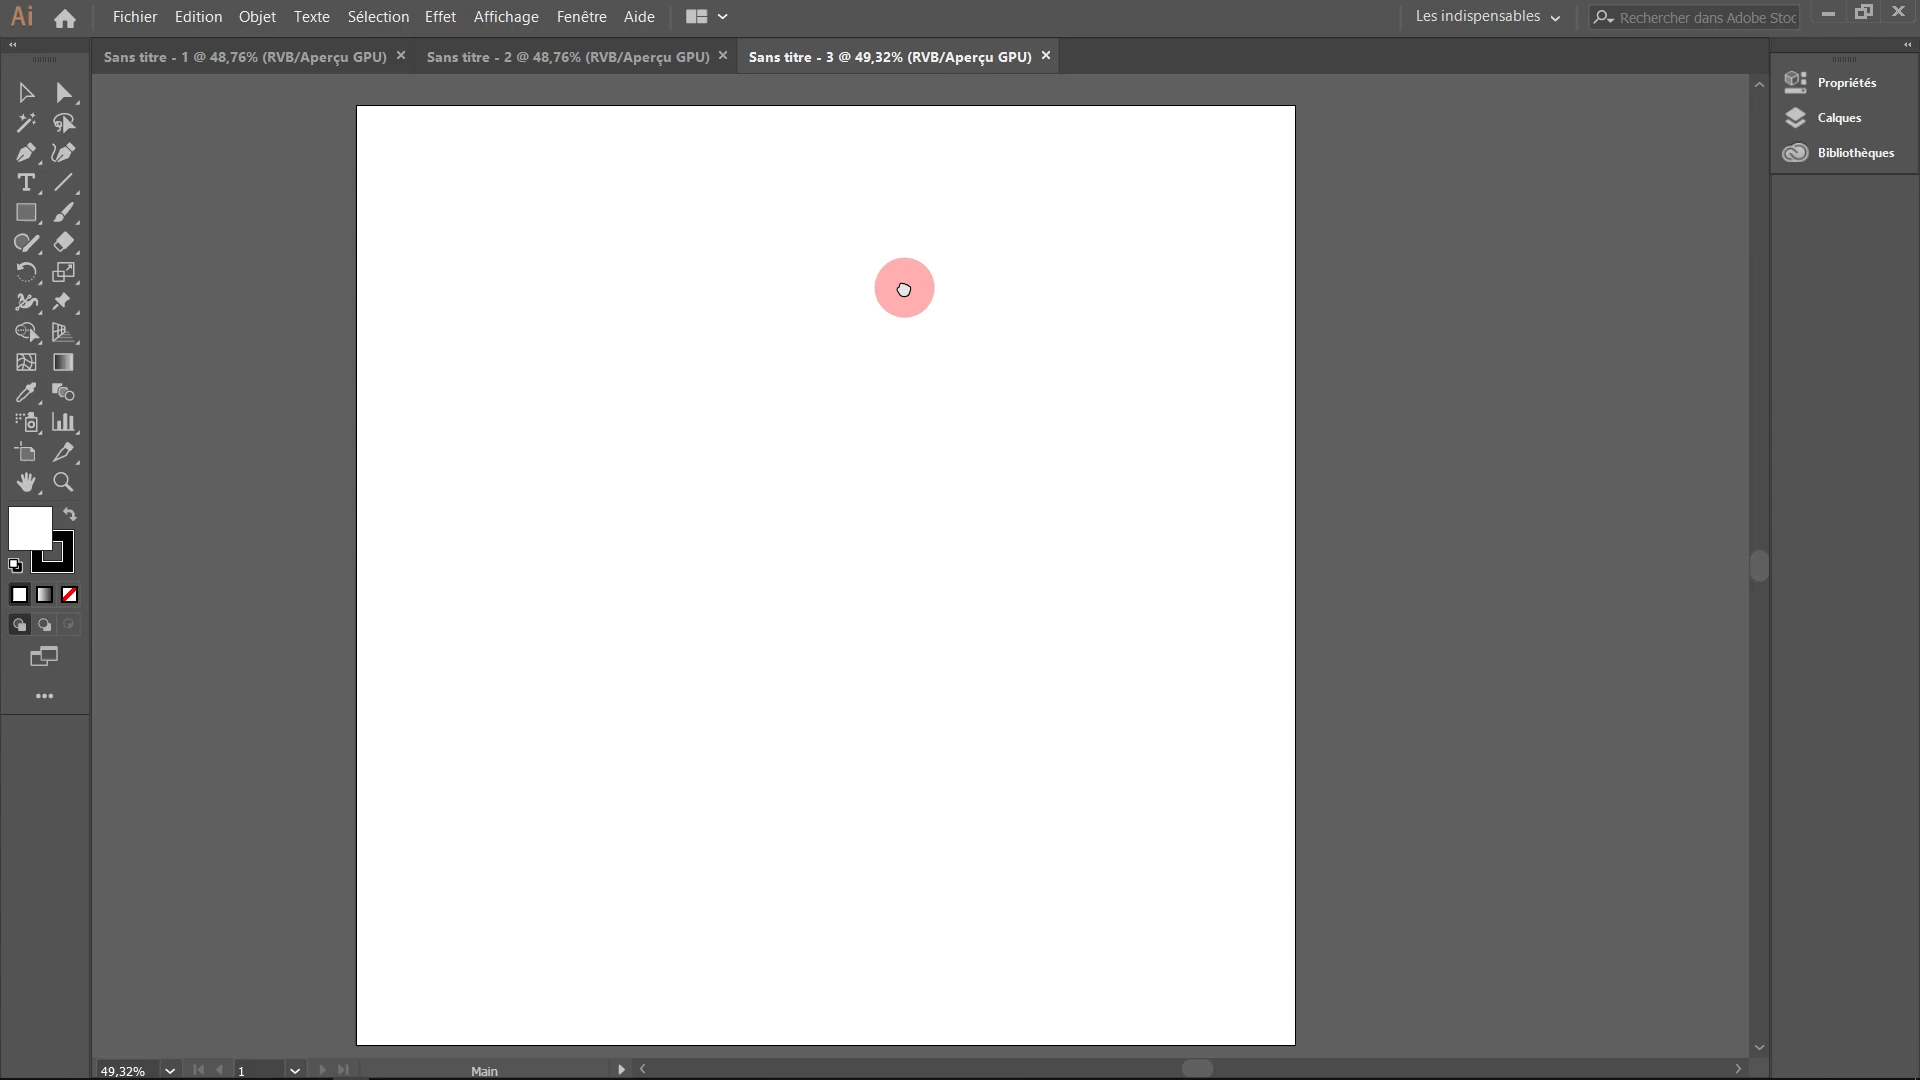 Ai Fichier Edition Objet Texte Sélection Effet Affichage Fenêtre Aide Les indispensables Rechercher dans Adobe Stoc
Sans titre - 1 @ 48,76% (RVB/Aperçu GPU) Sans titre - 2 @ 48,76% (RVB/Aperçu GPU) Sans titre - 3 @ 49,32% (RVB/Aperçu GPU)
Propriétés
Calques
Bibliothèques
49,32% 1 Main